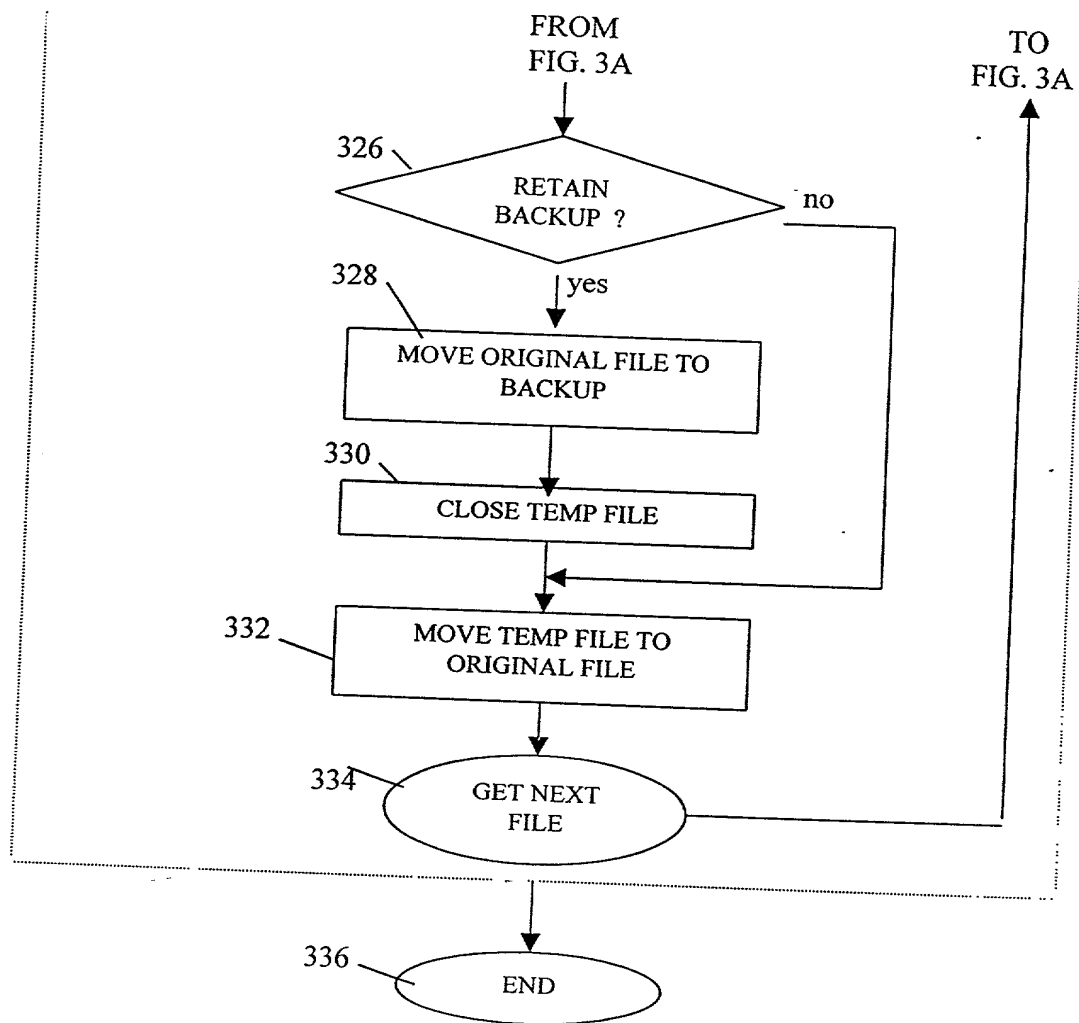 FROM
FIG. 3A
TO
FIG. 3A
326
RETAIN
BACKUP ?
no
yes
328
MOVE ORIGINAL FILE TO
BACKUP
330
CLOSE TEMP FILE
332
MOVE TEMP FILE TO
ORIGINAL FILE
334
GET NEXT
FILE
336
END